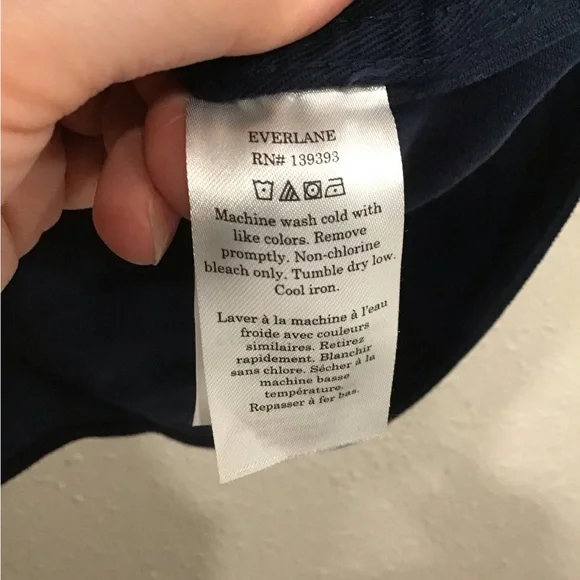 EVERLANE
RN# 139393
Machine wash cold with
like colors. Remove
promptly. Non-chlorine
bleach only. Tumble dry low.
Cool iron.
Laver à la machine à l'eau
froide avec couleurs
similaires. Retirez
rapidement. Blanchir
sans chlore. Sécher à la
machine basse
température.
Repasser à fer bas.